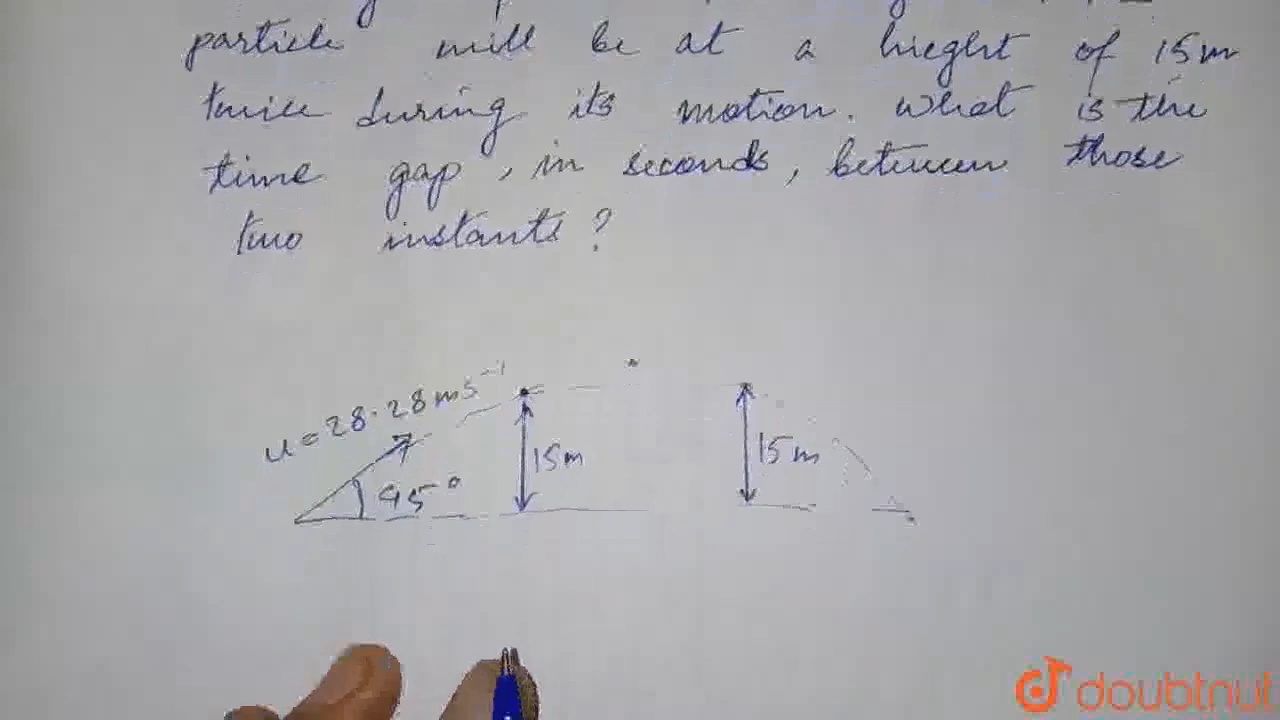 particle will be at a hieght of 15m
twice during its motion. What is the
time gap, in seconds, between those
two instants?
u = 28.28 ms⁻¹
45°
15m
15m
doubtnut